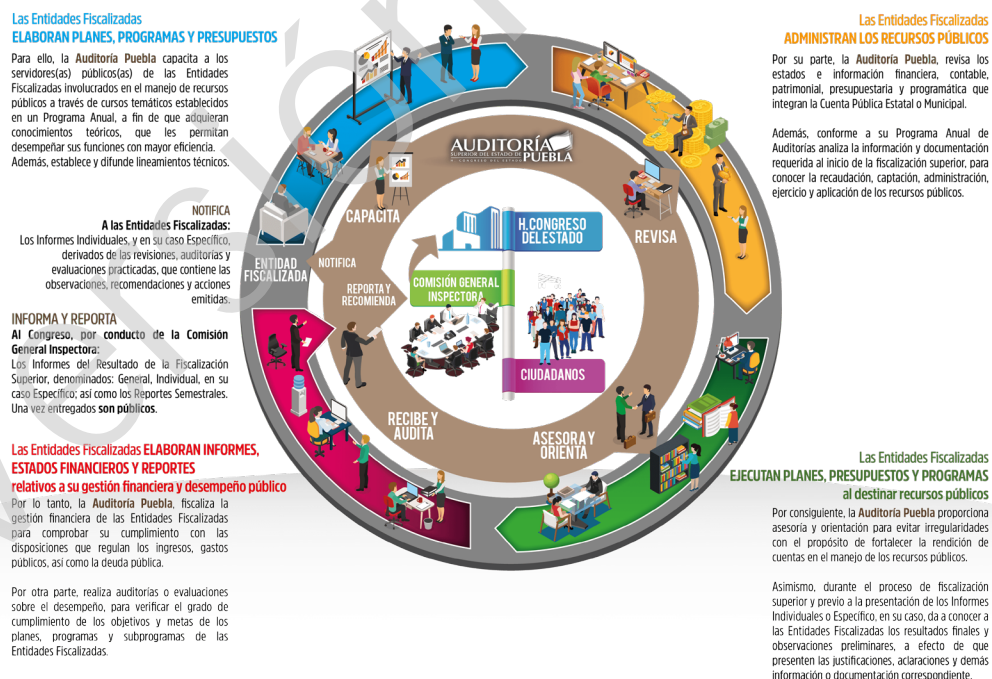 Las Entidades Fiscalizadas
ELABORAN PLANES, PROGRAMAS Y PRESUPUESTOS
Para ello, la Auditoría Puebla capacita a los
servidores(as) públicos(as) de las Entidades
Fiscalizadas involucrados en el manejo de recursos
públicos a través de cursos temáticos establecidos
en un Programa Anual, a fin de que adquieran
conocimientos teóricos, que les permitan
desempeñar sus funciones con mayor eficiencia.
Además, establece y difunde lineamientos técnicos.
NOTIFICA
A las Entidades Fiscalizadas:
Los Informes Individuales, y en su caso Específico,
derivados de las revisiones, auditorías y
evaluaciones practicadas, que contiene las
observaciones, recomendaciones y acciones
emitidas.
INFORMA Y REPORTA
Al Congreso, por conducto de la Comisión
General Inspectora:
Los Informes del Resultado de la Fiscalización
Superior, denominados: General, Individual, en su
caso Específico; así como los Reportes Semestrales.
Una vez entregados son públicos.
Las Entidades Fiscalizadas ELABORAN INFORMES,
ESTADOS FINANCIEROS Y REPORTES
relativos a su gestión financiera y desempeño público
Por lo tanto, la Auditoría Puebla, fiscaliza la
gestión financiera de las Entidades Fiscalizadas
para comprobar su cumplimiento con las
disposiciones que regulan los ingresos, gastos
públicos, así como la deuda pública.
Por otra parte, realiza auditorías o evaluaciones
sobre el desempeño, para verificar el grado de
cumplimiento de los objetivos y metas de los
planes, programas y subprogramas de las
Entidades Fiscalizadas.
AUDITORÍA
SUPERIOR DEL ESTADO DE PUEBLA
H. CONGRESO DEL ESTADO
CAPACITA
REVISA
ENTIDAD
FISCALIZADA
NOTIFICA
REPORTA Y
RECOMIENDA
H. CONGRESO
DEL ESTADO
COMISIÓN GENERAL
INSPECTORA
CIUDADANOS
RECIBE Y
AUDITA
ASESORA Y
ORIENTA
Las Entidades Fiscalizadas
ADMINISTRAN LOS RECURSOS PÚBLICOS
Por su parte, la Auditoría Puebla, revisa los
estados e información financiera, contable,
patrimonial, presupuestaria y programática que
integran la Cuenta Pública Estatal o Municipal.
Además, conforme a su Programa Anual de
Auditorías analiza la información y documentación
requerida al inicio de la fiscalización superior, para
conocer la recaudación, captación, administración,
ejercicio y aplicación de los recursos públicos.
Las Entidades Fiscalizadas
EJECUTAN PLANES, PRESUPUESTOS Y PROGRAMAS
al destinar recursos públicos
Por consiguiente, la Auditoría Puebla proporciona
asesoría y orientación para evitar irregularidades
con el propósito de fortalecer la rendición de
cuentas en el manejo de los recursos públicos.
Asimismo, durante el proceso de fiscalización
superior y previo a la presentación de los Informes
Individuales o Específico, en su caso, da a conocer a
las Entidades Fiscalizadas los resultados finales y
observaciones preliminares, a efecto de que
presenten las justificaciones, aclaraciones y demás
información o documentación correspondiente.